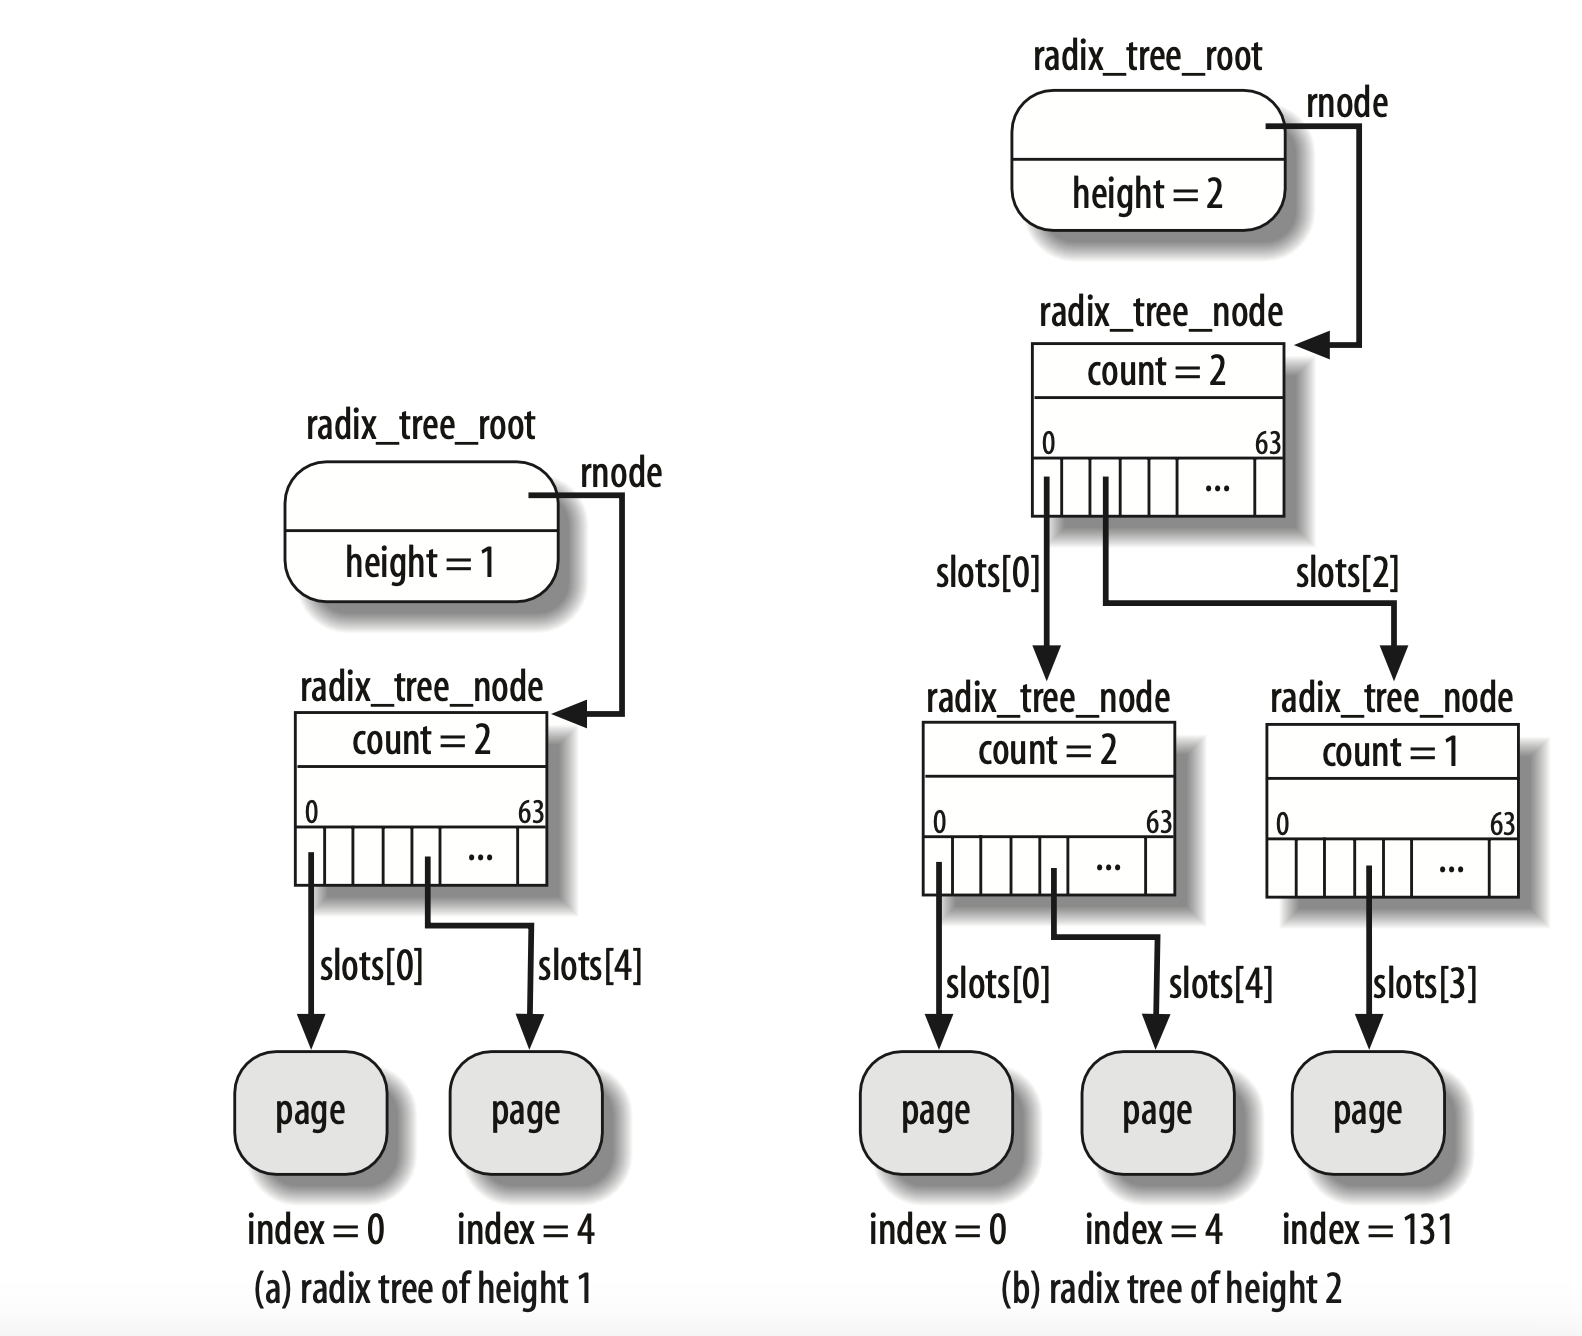 radix_tree_root
rnode
height = 1
radix_tree_node
count = 2
0 63
...
slots[0] slots[4]
page page
index = 0 index = 4
(a) radix tree of height 1
radix_tree_root
rnode
height = 2
radix_tree_node
count = 2
0 63
...
slots[0] slots[2]
radix_tree_node radix_tree_node
count = 2 count = 1
0 63 0 63
... ...
slots[0] slots[4] slots[3]
page page page
index = 0 index = 4 index = 131
(b) radix tree of height 2